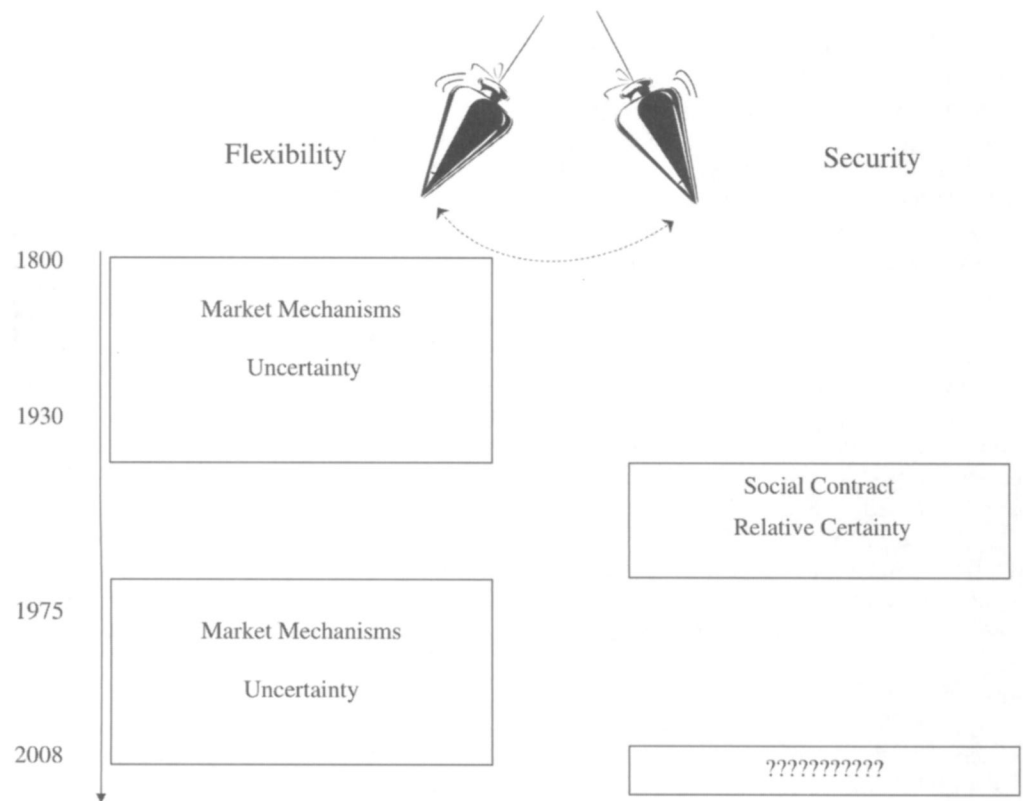 Flexibility
Security
1800
Market Mechanisms
Uncertainty
1930
Social Contract
Relative Certainty
1975
Market Mechanisms
Uncertainty
2008
???????????